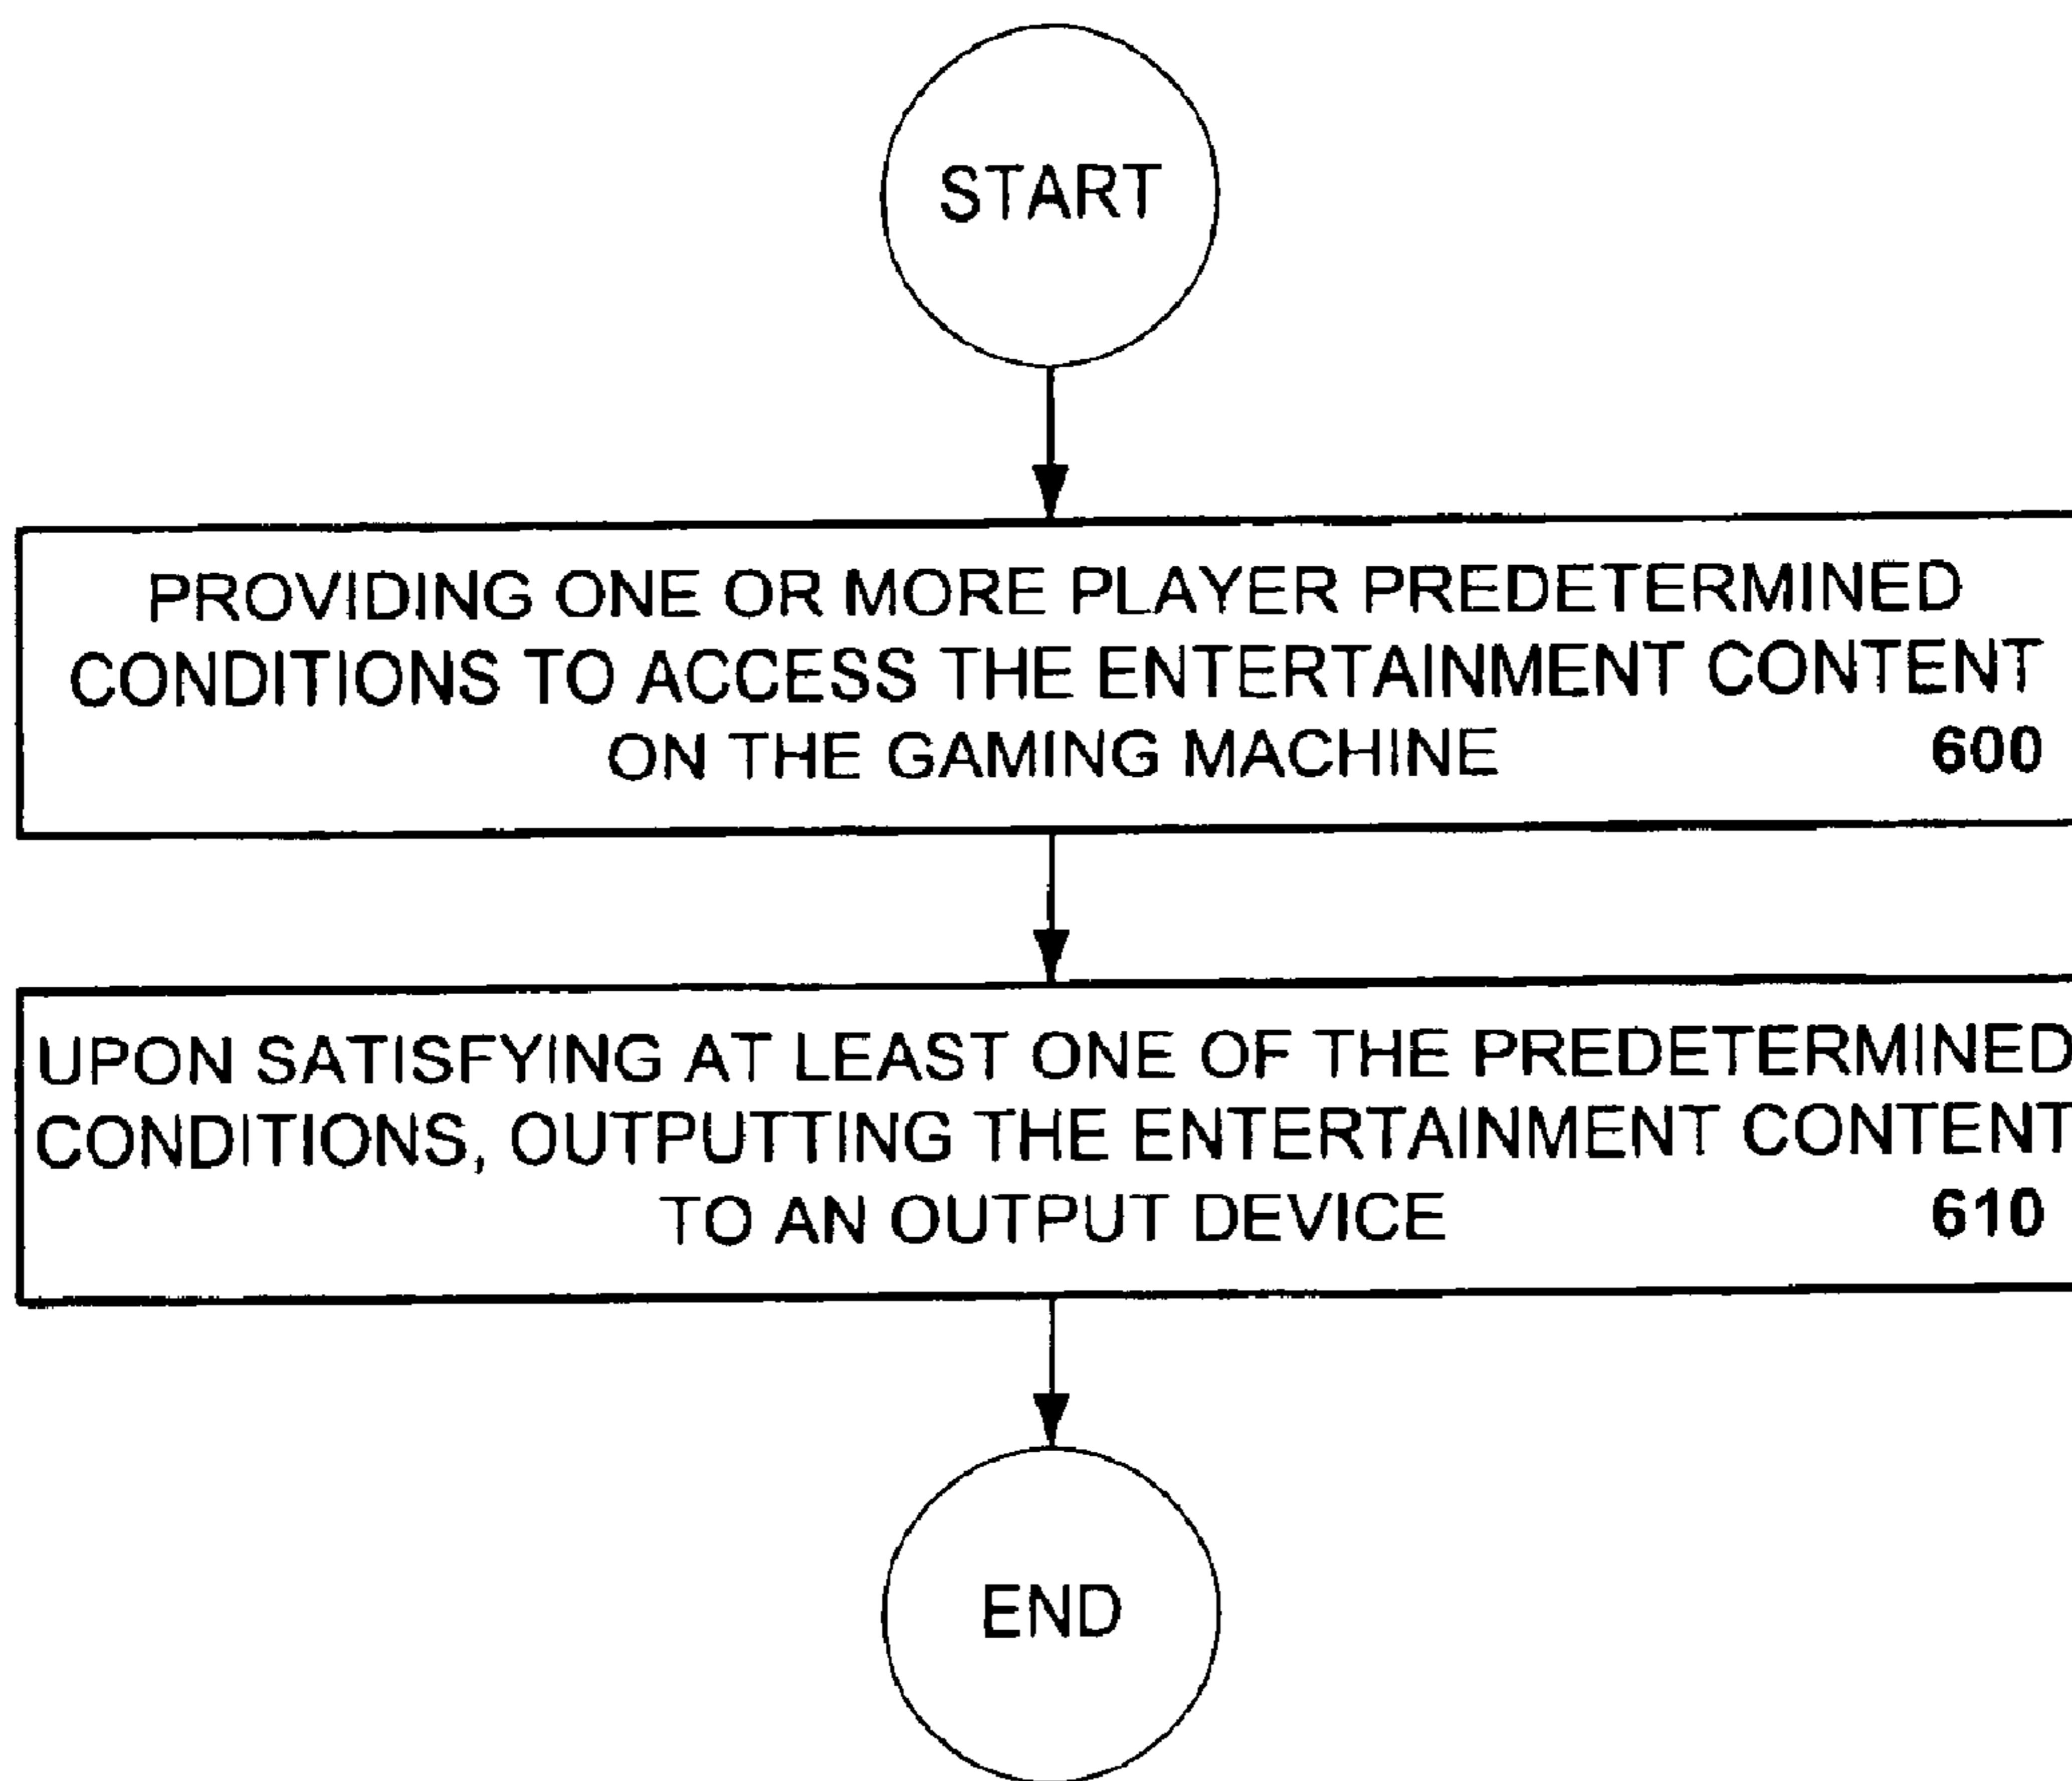 START
PROVIDING ONE OR MORE PLAYER PREDETERMINED
CONDITIONS TO ACCESS THE ENTERTAINMENT CONTENT
ON THE GAMING MACHINE 600
UPON SATISFYING AT LEAST ONE OF THE PREDETERMINED
CONDITIONS, OUTPUTTING THE ENTERTAINMENT CONTENT
TO AN OUTPUT DEVICE 610
END